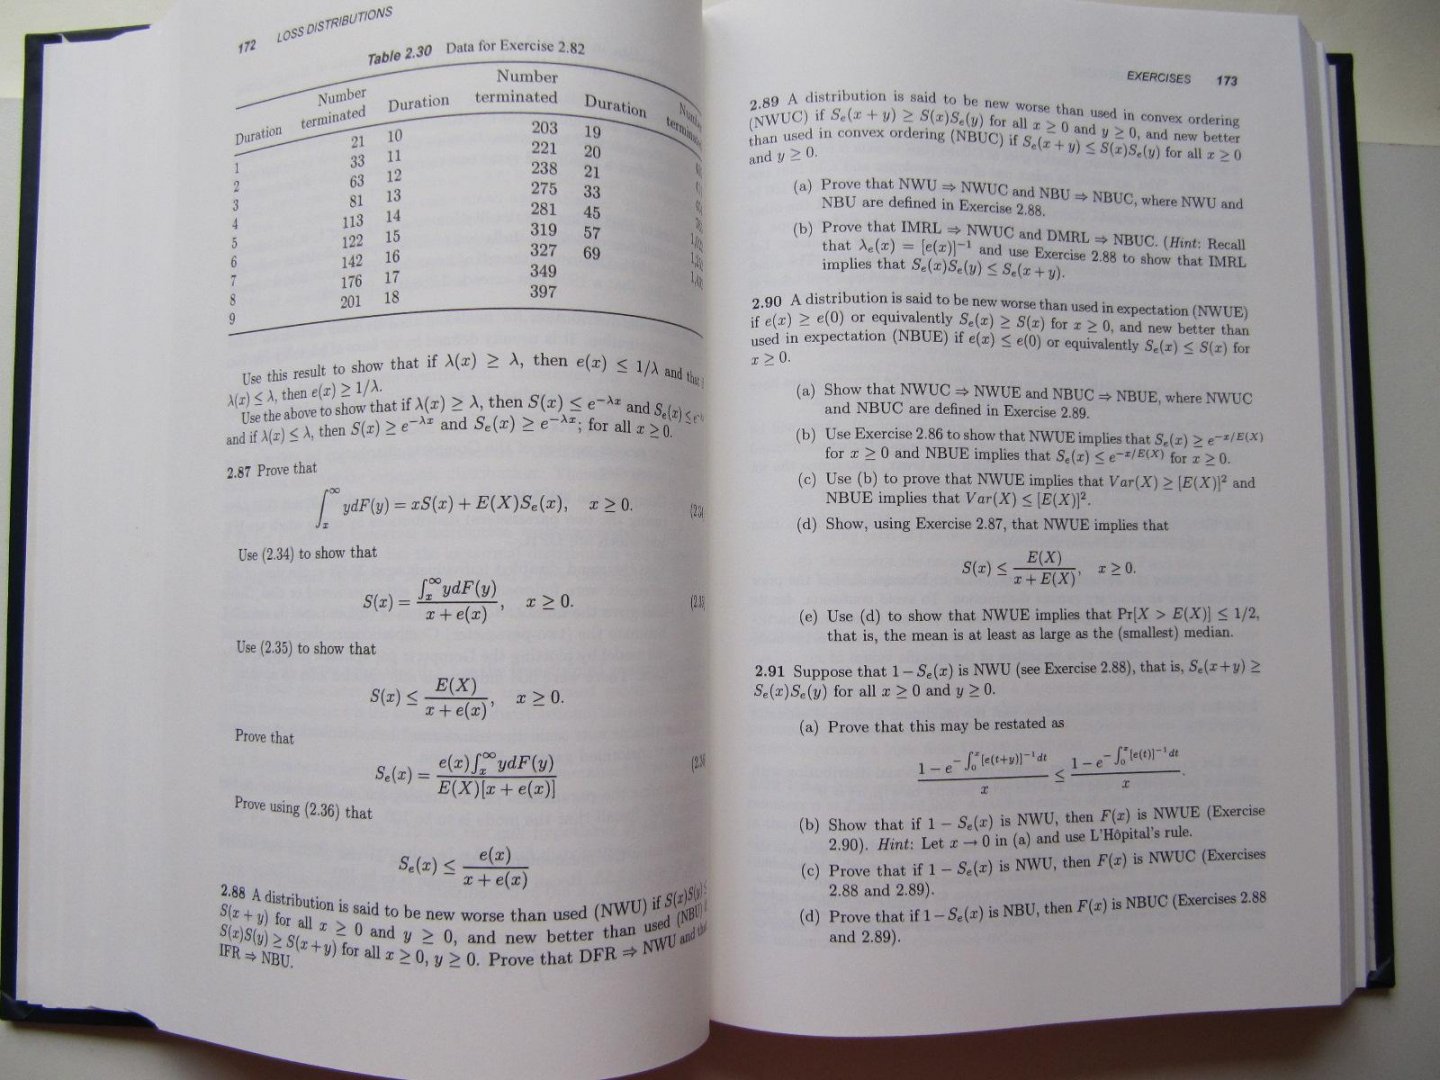 172 LOSS DISTRIBUTIONS
Table 2.30 Data for Exercise 2.82
Number Number
Duration terminated Duration terminated Duration
1 21 10 203 19
2 33 11 221 20
3 63 12 238 21
4 81 13 275 33
5 113 14 281 45
6 122 15 319 57
7 142 16 327 69
8 176 17 349
9 201 18 397
Use this result to show that if λ(x) ≥ λ, then e(x) ≤ 1/λ and
λ(x) ≤ λ, then e(x) ≥ 1/λ.
Use the above to show that if λ(x) ≥ λ, then S(x) ≤ e^{−λx} and S_e(x) ≤
and if λ(x) ≤ λ, then S(x) ≥ e^{−λx} and S_e(x) ≥ e^{−λx}; for all x ≥ 0.
2.87 Prove that
∫_x^∞ ydF(y) = xS(x) + E(X)S_e(x), x ≥ 0.
Use (2.34) to show that
S(x) = ∫_x^∞ ydF(y) / x + e(x), x ≥ 0.
Use (2.35) to show that
S(x) ≤ E(X) / x + e(x), x ≥ 0.
Prove that
S_e(x) = e(x)∫_x^∞ ydF(y) / E(X)[x + e(x)]
Prove using (2.36) that
S_e(x) ≤ e(x) / x + e(x)
2.88 A distribution is said to be new worse than used (NWU) if S(x)S(y) ≤
S(x + y) for all x ≥ 0 and y ≥ 0, and new better than used (NBU)
S(x)S(y) ≥ S(x + y) for all x ≥ 0, y ≥ 0. Prove that DFR ⇒ NWU and
IFR ⇒ NBU.
EXERCISES 173
2.89 A distribution is said to be new worse than used in convex ordering
(NWUC) if S_e(x + y) ≥ S(x)S_e(y) for all x ≥ 0 and y ≥ 0, and new better
than used in convex ordering (NBUC) if S_e(x + y) ≤ S(x)S_e(y) for all x ≥ 0
and y ≥ 0.
(a) Prove that NWU ⇒ NWUC and NBU ⇒ NBUC, where NWU and
NBU are defined in Exercise 2.88.
(b) Prove that IMRL ⇒ NWUC and DMRL ⇒ NBUC. (Hint: Recall
that λ_e(x) = [e(x)]^{−1} and use Exercise 2.88 to show that IMRL
implies that S_e(x)S_e(y) ≤ S_e(x + y).
2.90 A distribution is said to be new worse than used in expectation (NWUE)
if e(x) ≥ e(0) or equivalently S_e(x) ≥ S(x) for x ≥ 0, and new better than
used in expectation (NBUE) if e(x) ≤ e(0) or equivalently S_e(x) ≤ S(x) for
x ≥ 0.
(a) Show that NWUC ⇒ NWUE and NBUC ⇒ NBUE, where NWUC
and NBUC are defined in Exercise 2.89.
(b) Use Exercise 2.86 to show that NWUE implies that S_e(x) ≥ e^{−x/E(X)}
for x ≥ 0 and NBUE implies that S_e(x) ≤ e^{−x/E(X)} for x ≥ 0.
(c) Use (b) to prove that NWUE implies that Var(X) ≥ [E(X)]² and
NBUE implies that Var(X) ≤ [E(X)]².
(d) Show, using Exercise 2.87, that NWUE implies that
S(x) ≤ E(X) / x + E(X), x ≥ 0.
(e) Use (d) to show that NWUE implies that Pr[X > E(X)] ≤ 1/2,
that is, the mean is at least as large as the (smallest) median.
2.91 Suppose that 1 − S_e(x) is NWU (see Exercise 2.88), that is, S_e(x+y) ≥
S_e(x)S_e(y) for all x ≥ 0 and y ≥ 0.
(a) Prove that this may be restated as
1 − e^{−∫_0^x [e(t+y)]^{−1} dt} / x ≤ 1 − e^{−∫_0^x [e(t)]^{−1} dt} / x.
(b) Show that if 1 − S_e(x) is NWU, then F(x) is NWUE (Exercise
2.90). Hint: Let x → 0 in (a) and use L'Hôpital's rule.
(c) Prove that if 1 − S_e(x) is NWU, then F(x) is NWUC (Exercises
2.88 and 2.89).
(d) Prove that if 1 − S_e(x) is NBU, then F(x) is NBUC (Exercises 2.88
and 2.89).